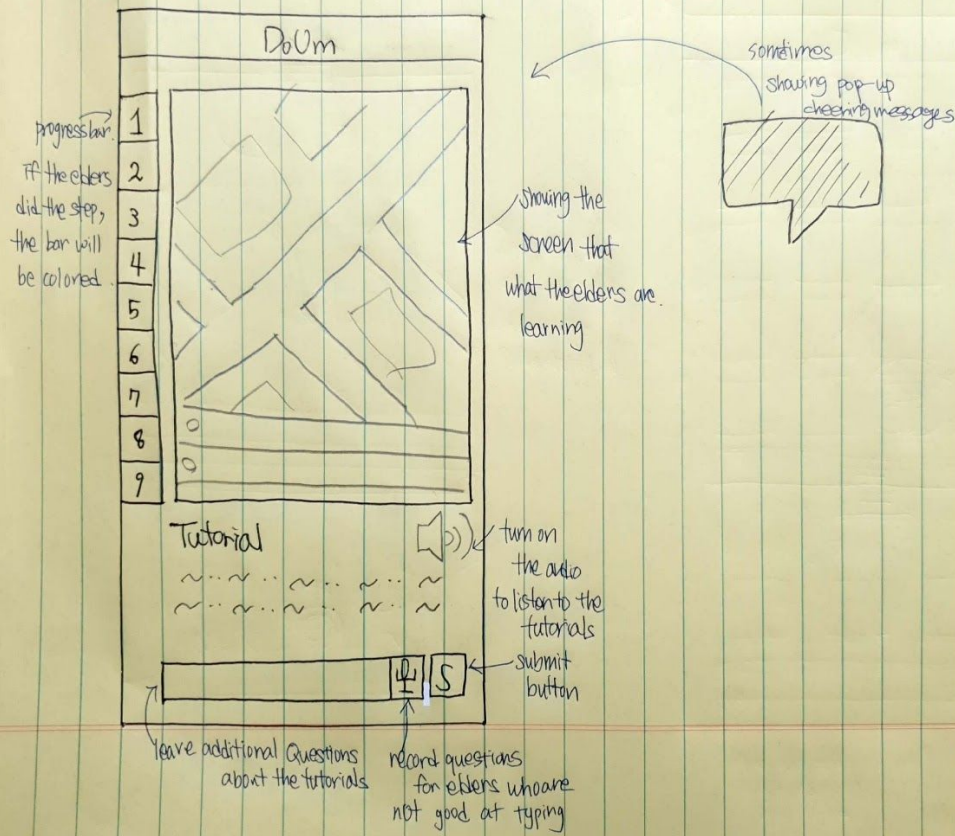 DoUm
progress bar.
If the elders
did the step,
the bar will
be colored.
1
2
3
4
5
6
7
8
9
sometimes
showing pop-up
cheering messages
showing the
screen that
what the elders are.
learning
Tutorial
turn on
the audio
to listen to the
tutorials
S
submit
button
leave additional Questions
about the tutorials
record questions
for elders who are
not good at typing